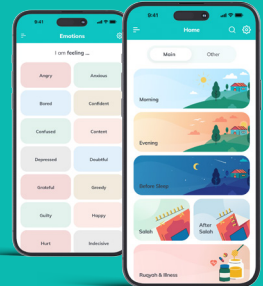 9:41
Emotions
I am feeling ...
Angry
Anxious
Bored
Confident
Confused
Content
Depressed
Doubtful
Grateful
Greedy
Guilty
Happy
Hurt
Indecisive
9:41
Home
Main
Other
Morning
Evening
Before Sleep
Salah
After
Salah
Ruqyah & Illness